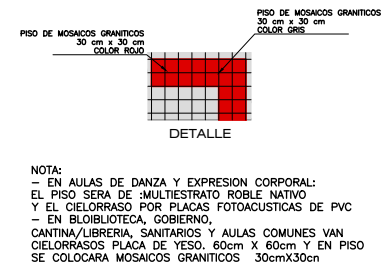 PISO DE MOSAICOS GRANITICOS
30 cm x 30 cm
COLOR GRIS
PISO DE MOSAICOS GRANITICOS
30 cm x 30 cm
COLOR ROJO
DETALLE
NOTA:
– EN AULAS DE DANZA Y EXPRESION CORPORAL:
EL PISO SERA DE :MULTIESTRATO ROBLE NATIVO
Y EL CIELORRASO POR PLACAS FOTOACUSTICAS DE PVC
– EN BLOIBLIOTECA, GOBIERNO,
CANTINA/LIBRERIA, SANITARIOS Y AULAS COMUNES VAN
CIELORRASOS PLACA DE YESO. 60cm X 60cm Y EN PISO
SE COLOCARA MOSAICOS GRANITICOS 30cmX30cn